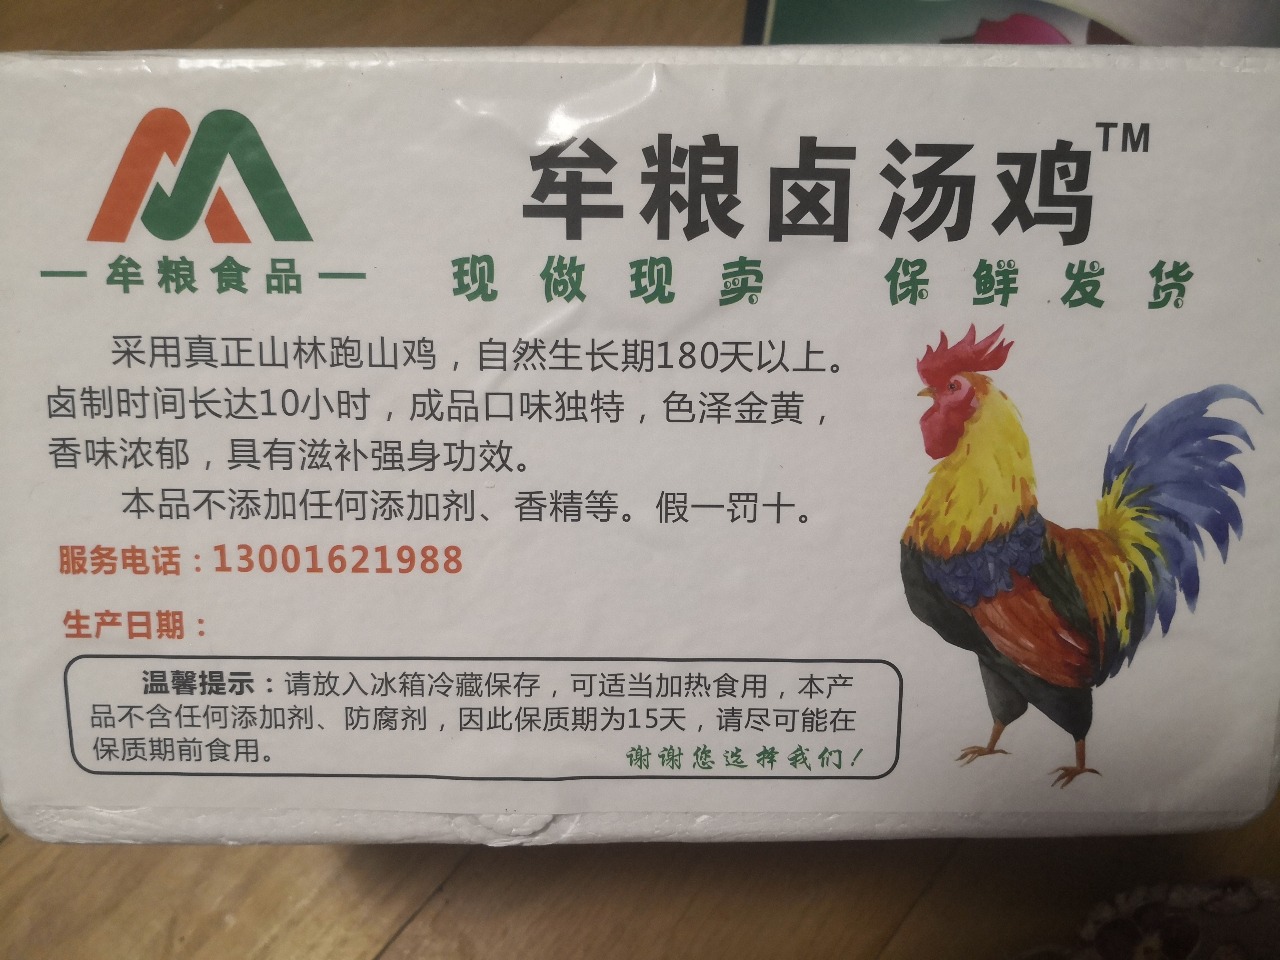 牟粮卤汤鸡TM
牟粮食品
现做现卖 保鲜发货
采用真正山林跑山鸡，自然生长期180天以上。
卤制时间长达10小时，成品口味独特，色泽金黄，
香味浓郁，具有滋补强身功效。
本品不添加任何添加剂、香精等。假一罚十。
服务电话：13001621988
生产日期：
温馨提示：请放入冰箱冷藏保存，可适当加热食用，本产
品不含任何添加剂、防腐剂，因此保质期为15天，请尽可能在
保质期前食用。
谢谢您选择我们！